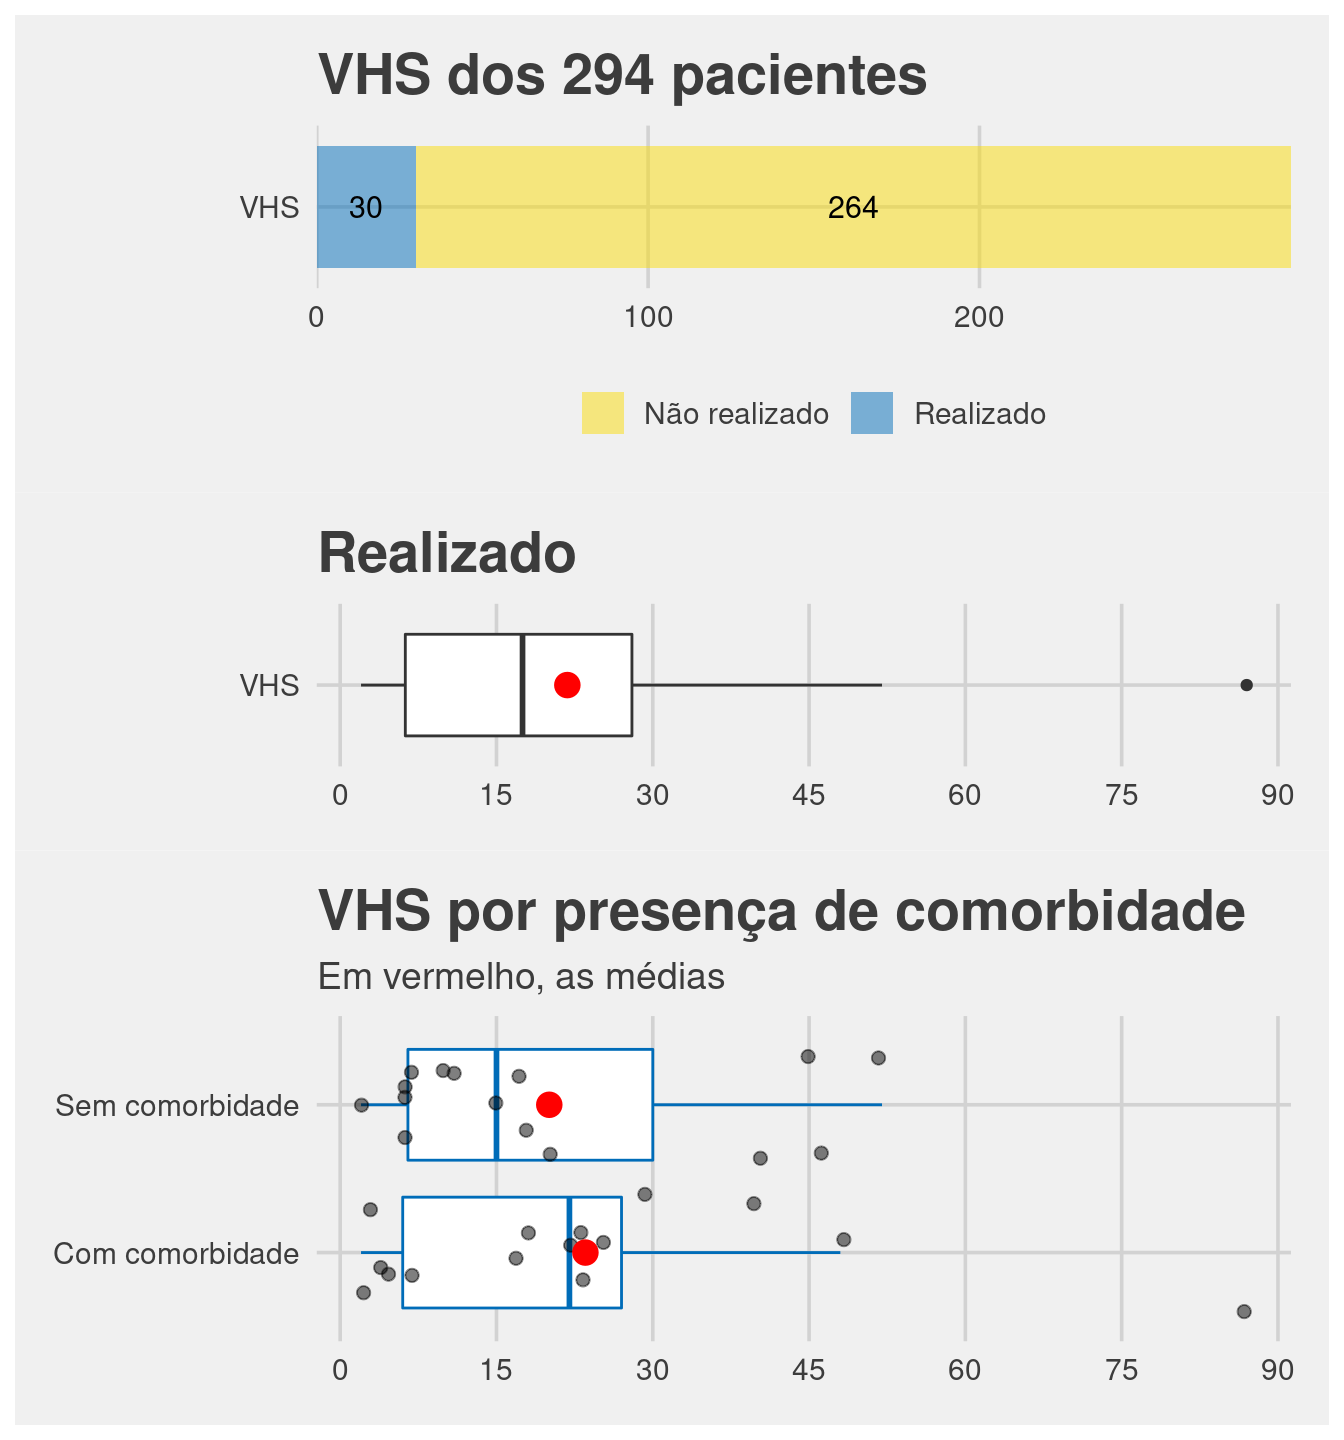 VHS dos 294 pacientes
VHS 30 264
0 100 200
Não realizado Realizado
Realizado
VHS
0 15 30 45 60 75 90
VHS por presença de comorbidade
Em vermelho, as médias
Sem comorbidade
Com comorbidade
0 15 30 45 60 75 90